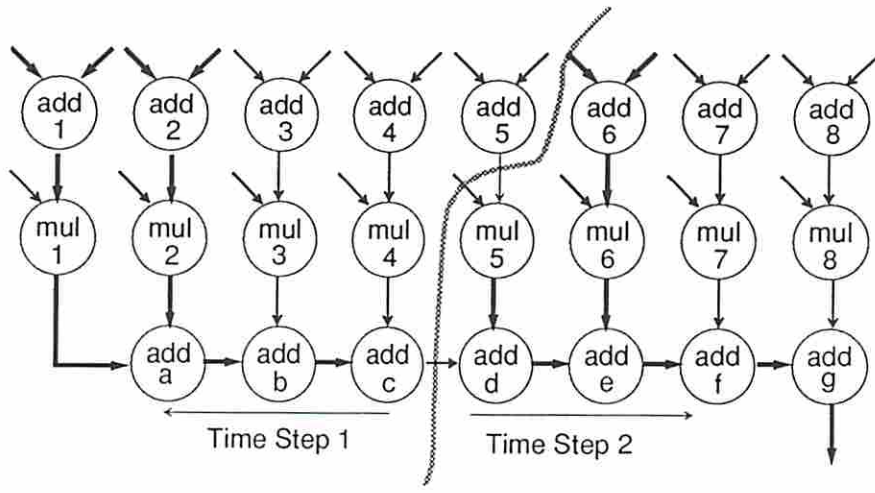 add 1 add 2 add 3 add 4 add 5 add 6 add 7 add 8
mul 1 mul 2 mul 3 mul 4 mul 5 mul 6 mul 7 mul 8
add a add b add c add d add e add f add g
Time Step 1 Time Step 2